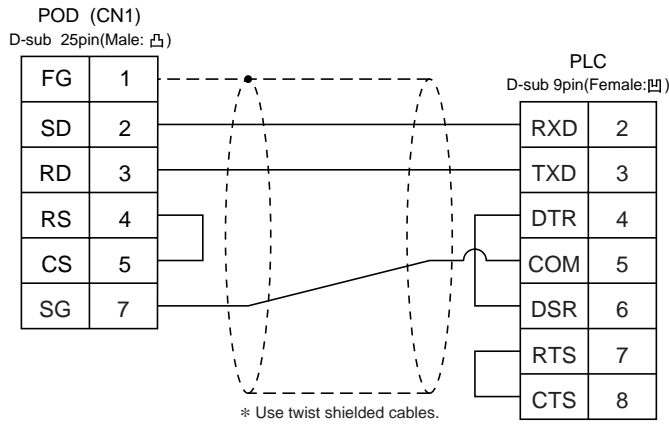 POD (CN1)
D-sub 25pin(Male: 凸)
FG 1
SD 2
RD 3
RS 4
CS 5
SG 7
PLC
D-sub 9pin(Female:凹)
RXD 2
TXD 3
DTR 4
COM 5
DSR 6
RTS 7
CTS 8
* Use twist shielded cables.